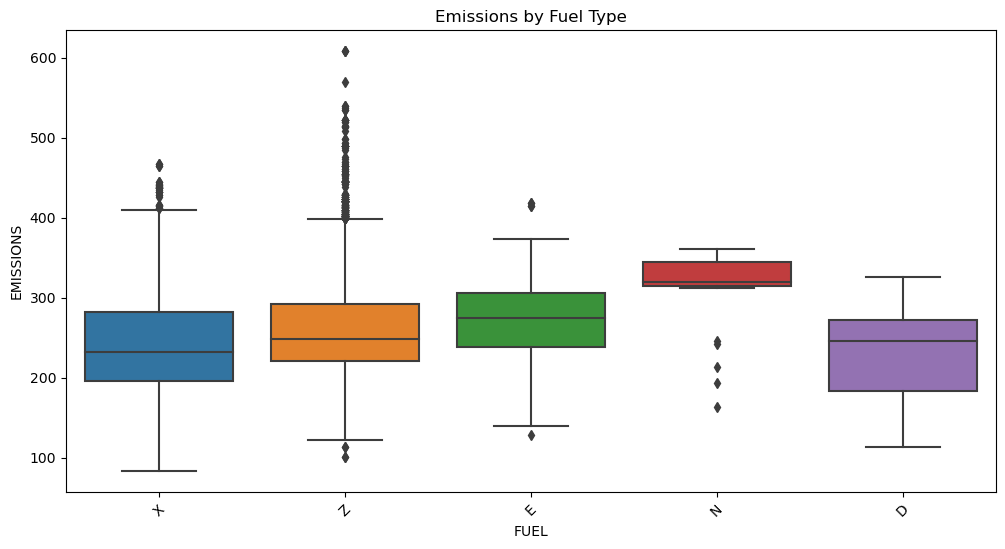 Emissions by Fuel Type
600
500
400
300
200
100
EMISSIONS
X
Z
E
N
D
FUEL